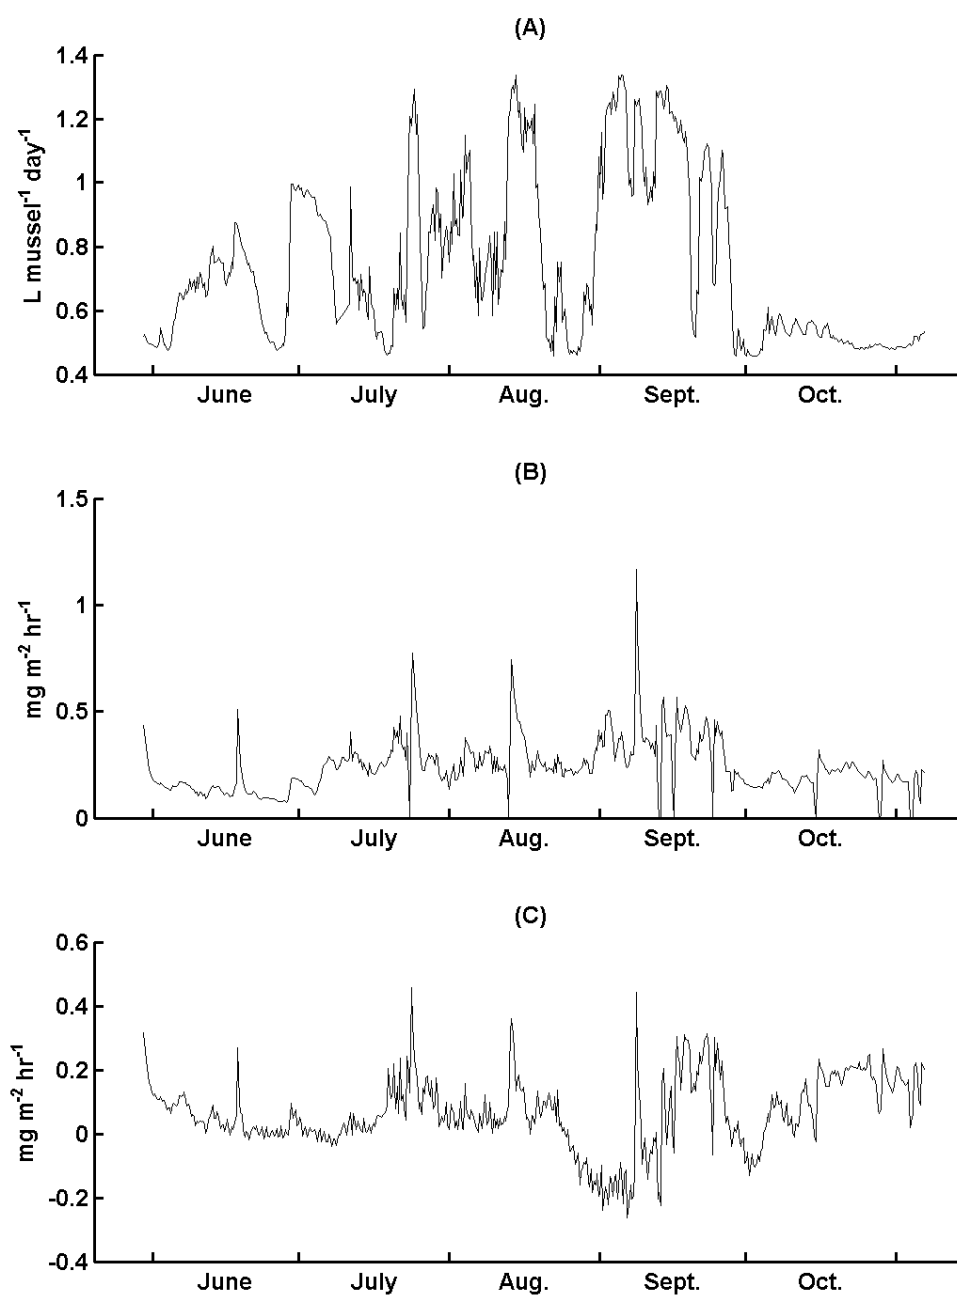 (A)
1.4
1.2
1
0.8
0.6
0.4
L mussel-1 day-1
June July Aug. Sept. Oct.
(B)
1.5
1
0.5
0
mg m-2 hr-1
June July Aug. Sept. Oct.
(C)
0.6
0.4
0.2
0
-0.2
-0.4
mg m-2 hr-1
June July Aug. Sept. Oct.